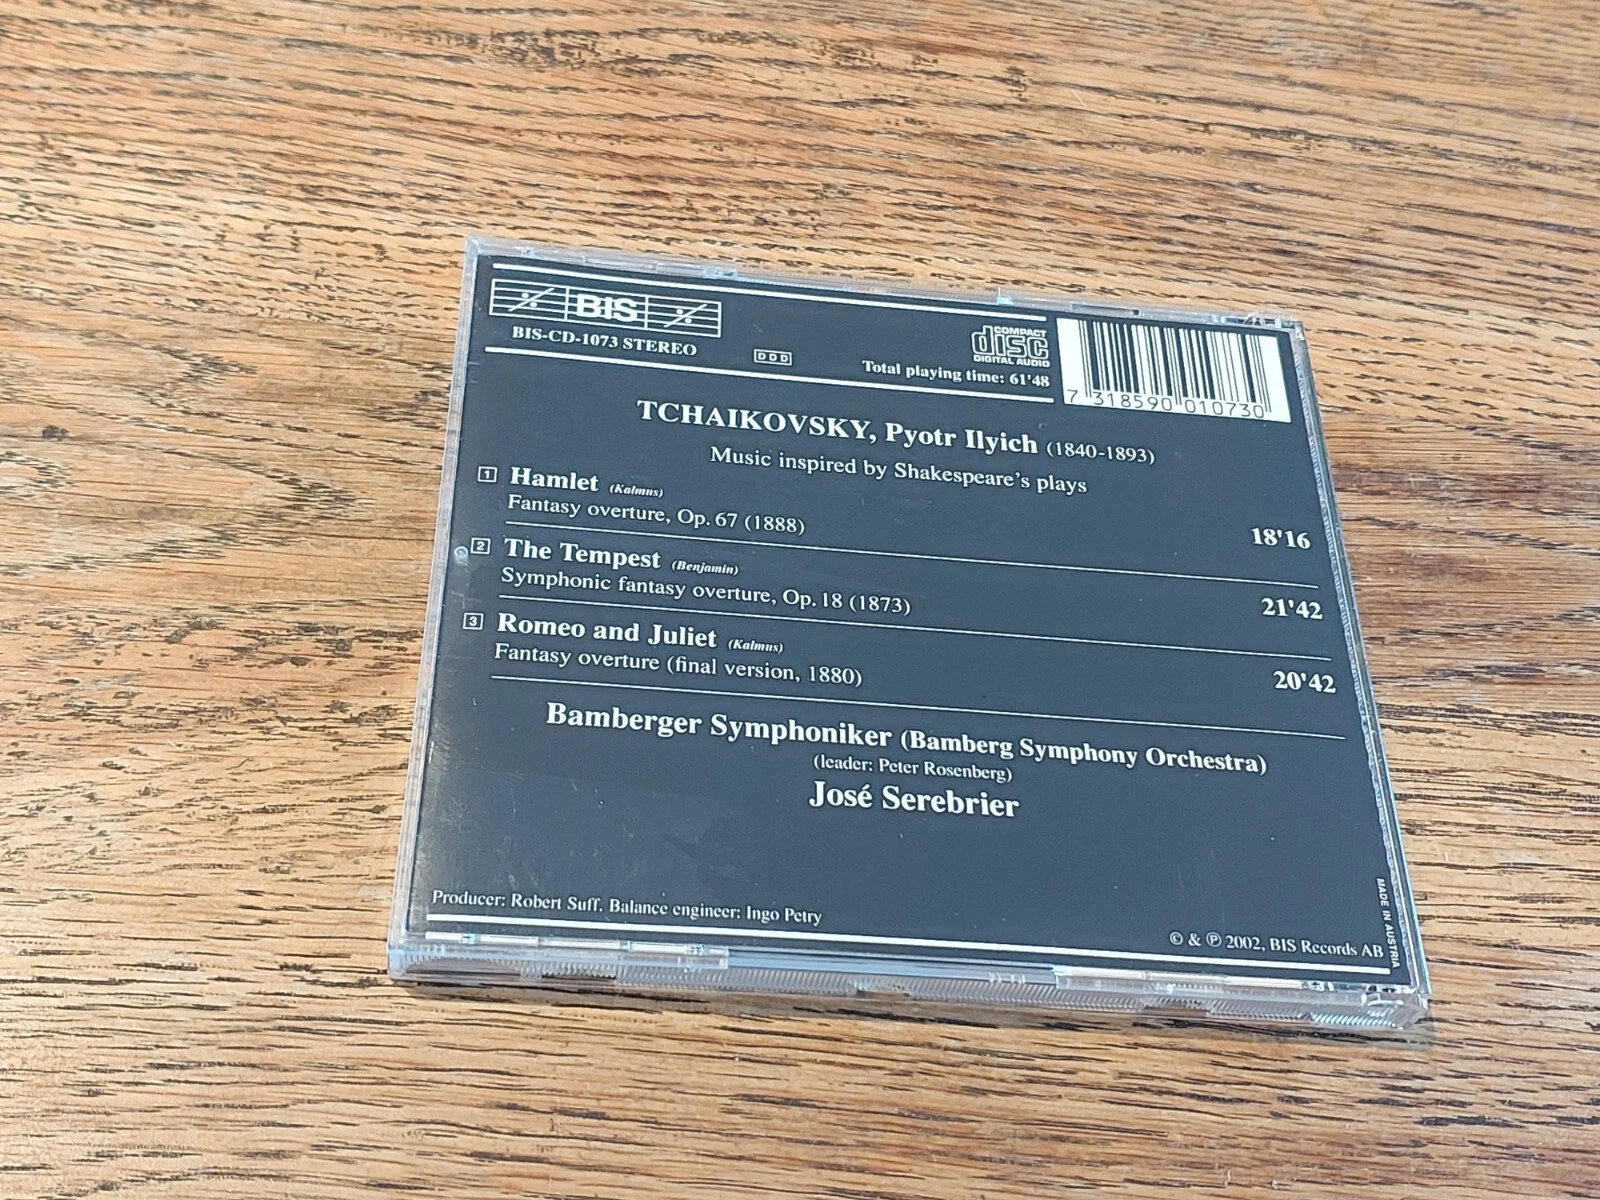 BIS
BIS-CD-1073 STEREO
DDD
COMPACT
disc
DIGITAL AUDIO
Total playing time: 61'48
7 318590 010730
TCHAIKOVSKY, Pyotr Ilyich (1840-1893)
Music inspired by Shakespeare's plays
1 Hamlet (Kalmus)
Fantasy overture, Op. 67 (1888) 18'16
2 The Tempest (Benjamin)
Symphonic fantasy overture, Op. 18 (1873) 21'42
3 Romeo and Juliet (Kalmus)
Fantasy overture (final version, 1880) 20'42
Bamberger Symphoniker (Bamberg Symphony Orchestra)
(leader: Peter Rosenberg)
José Serebrier
Producer: Robert Suff. Balance engineer: Ingo Petry
© & ℗ 2002, BIS Records AB
MADE IN AUSTRIA